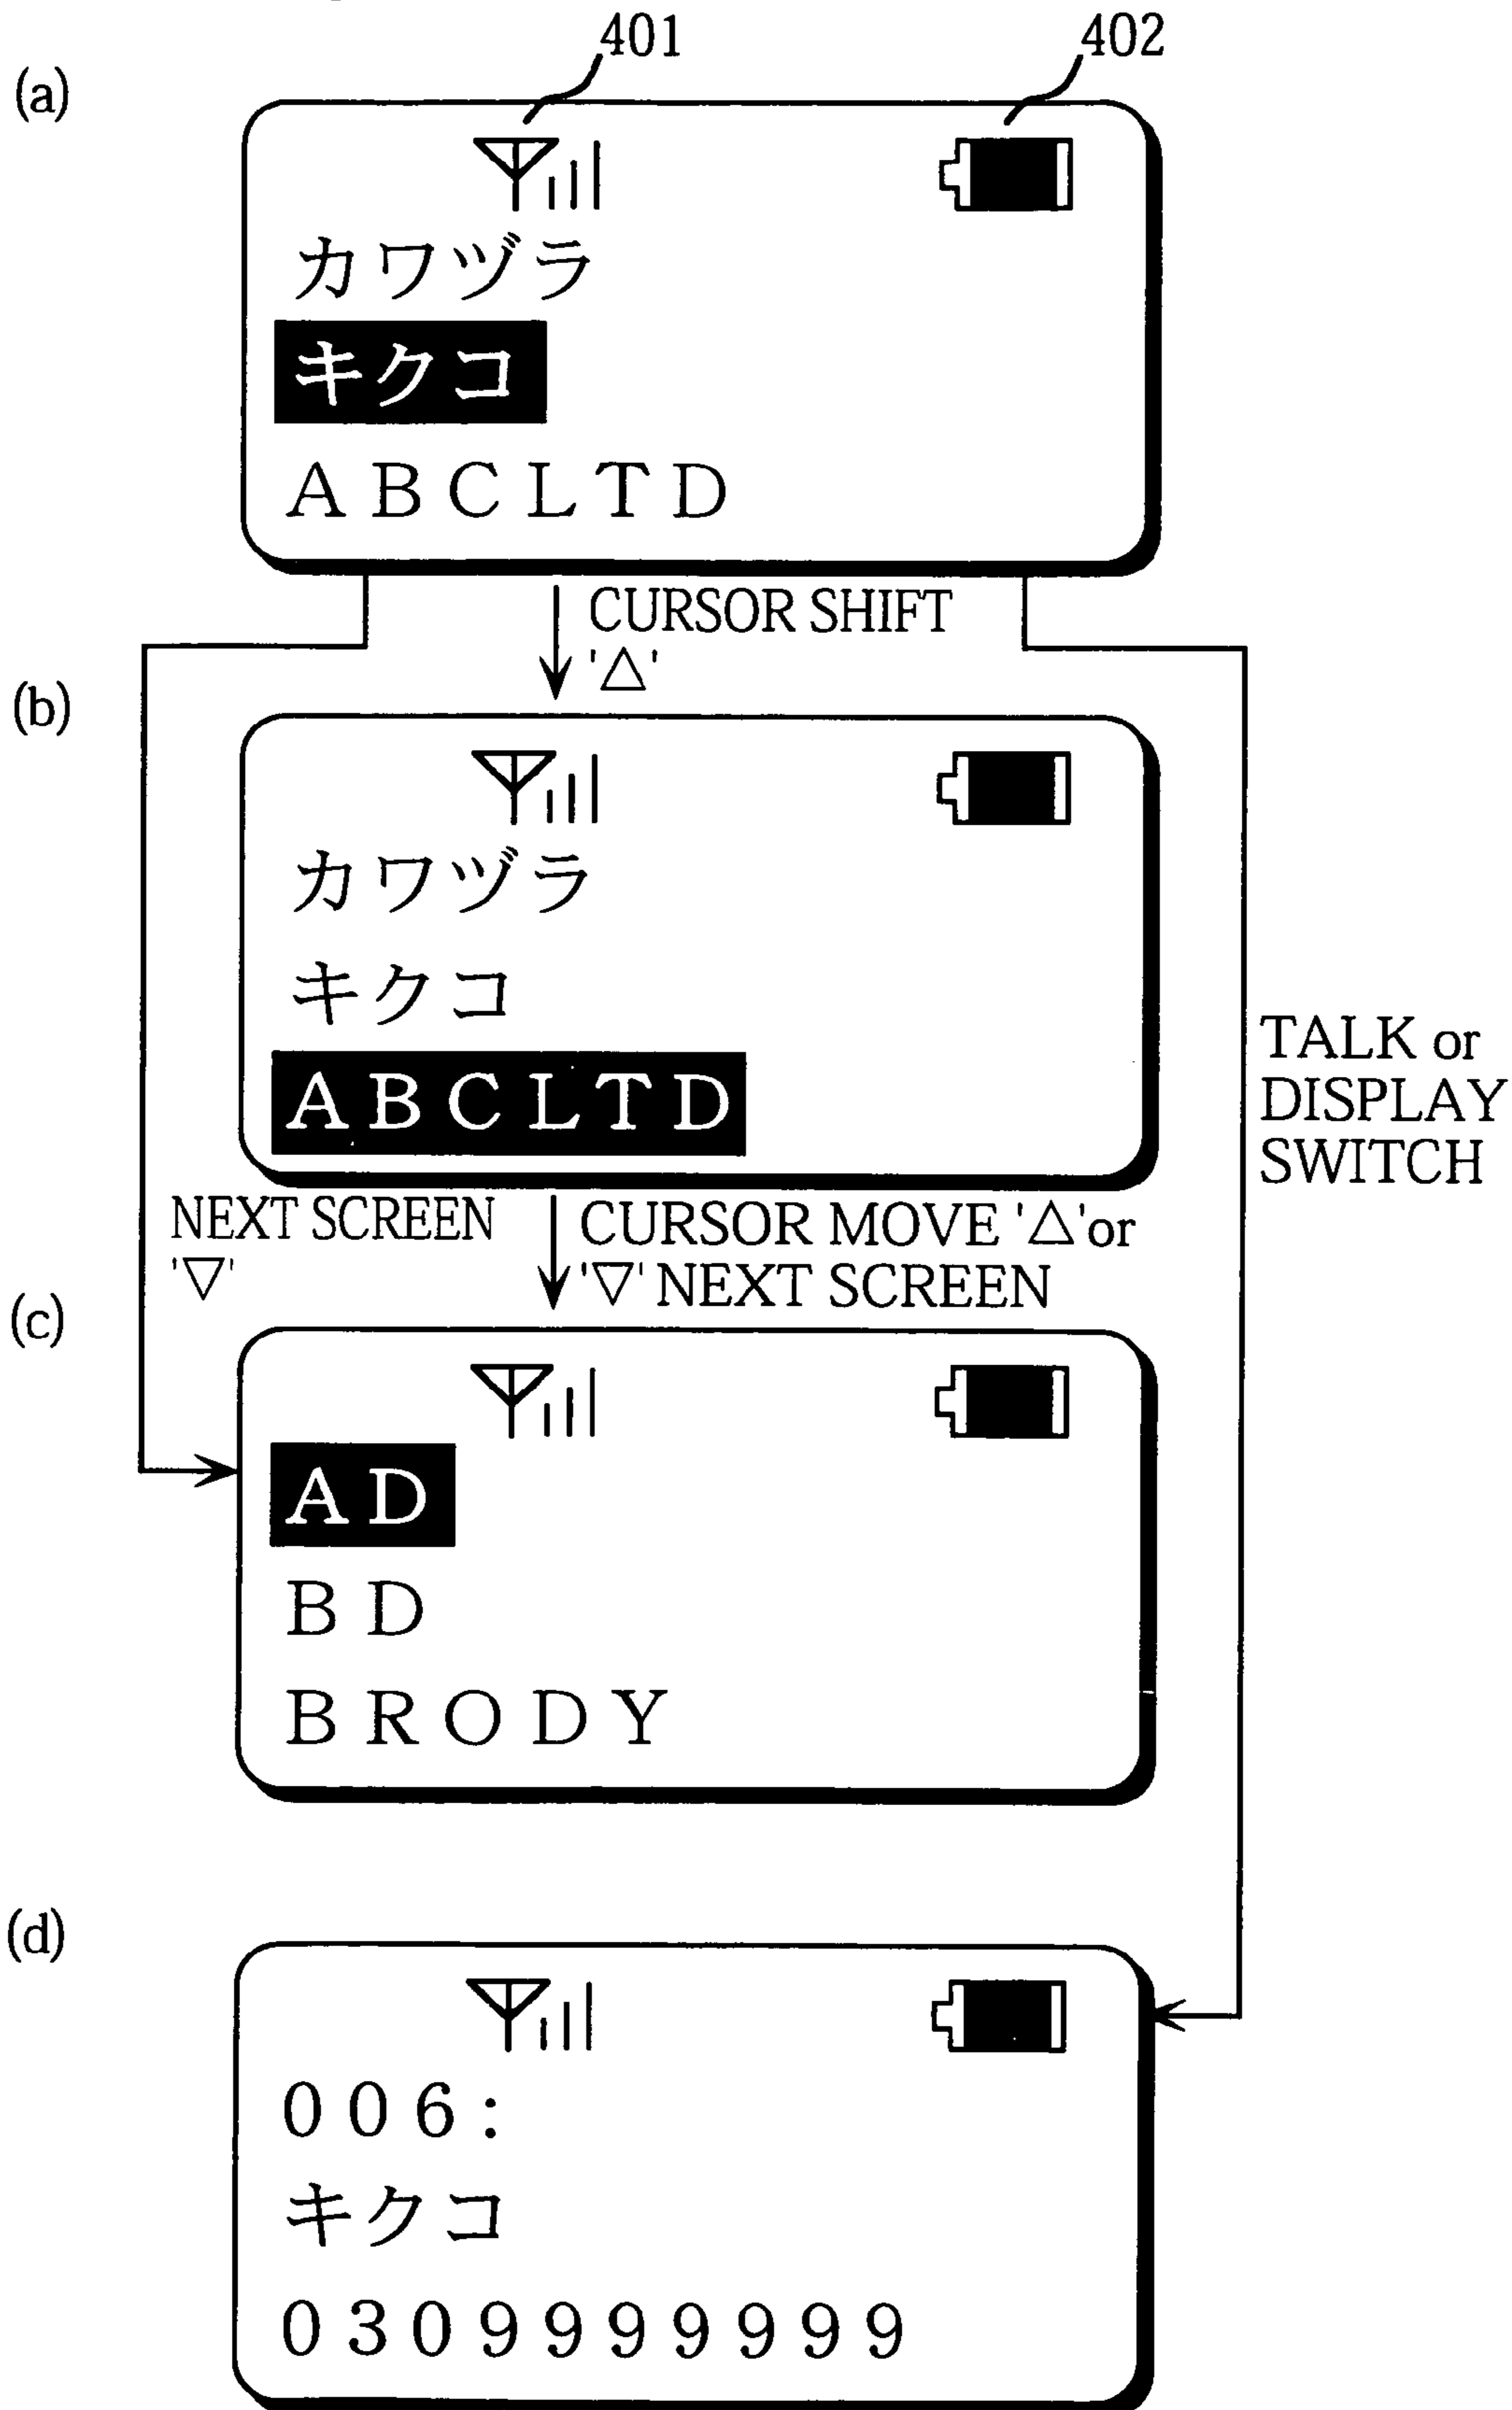 401
402
(a)
カワヅラ
キクコ
ABCLTD
CURSOR SHIFT
'△'
(b)
カワヅラ
キクコ
ABCLTD
TALK or
DISPLAY
SWITCH
NEXT SCREEN
'▽'
CURSOR MOVE '△' or
'▽' NEXT SCREEN
(c)
AD
BD
BRODY
(d)
006:
キクコ
0309999999